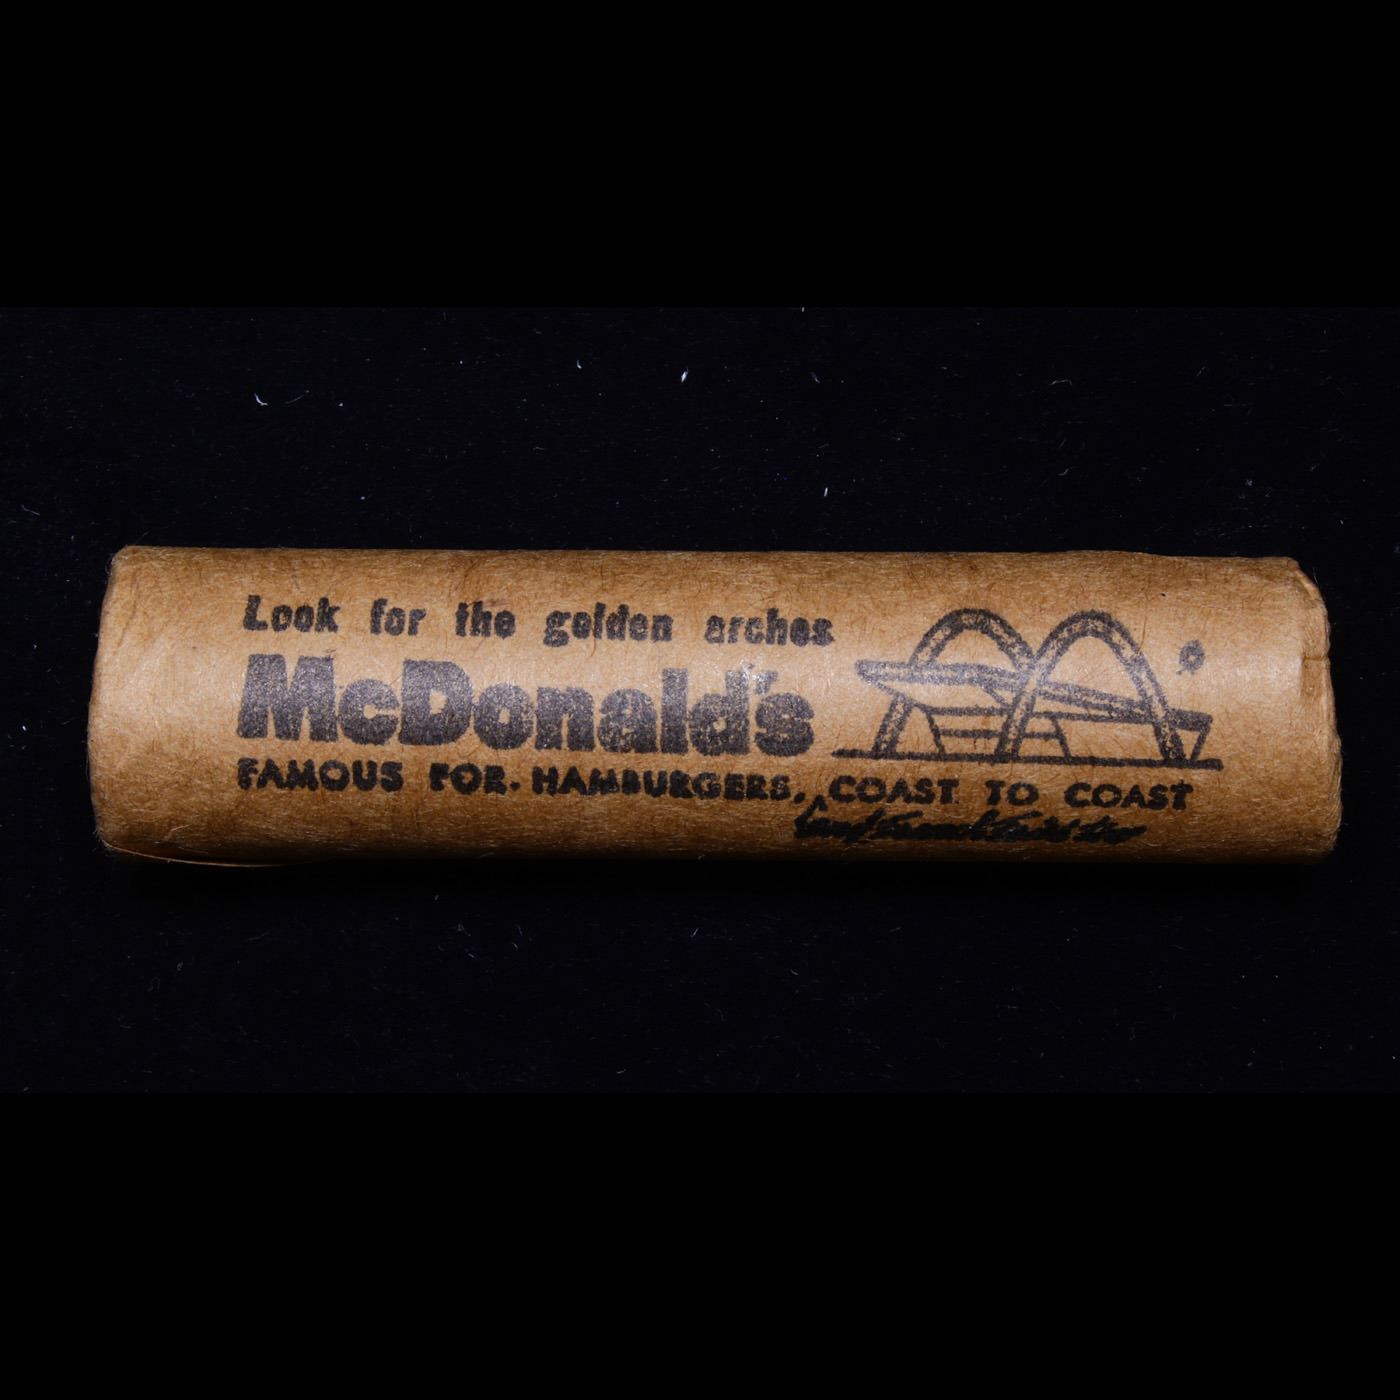 Look for the golden arches
McDonald's
FAMOUS FOR. HAMBURGERS, COAST TO COAST